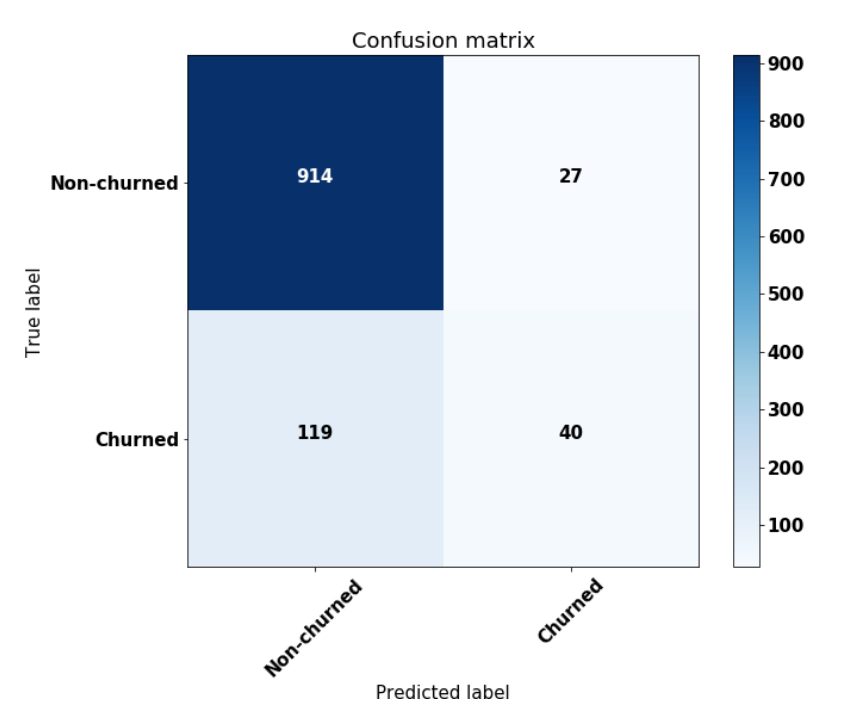 Confusion matrix
Non-churned
914
27
Churned
119
40
Non-churned
Churned
True label
Predicted label
900
800
700
600
500
400
300
200
100